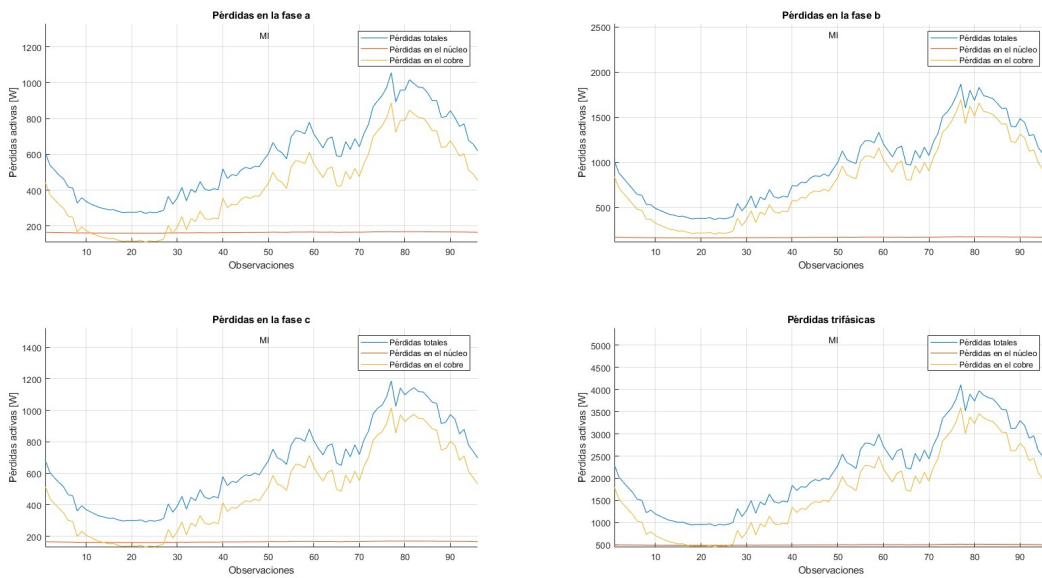 Pérdidas en la fase a
MI
Pérdidas totales
Pérdidas en el núcleo
Pérdidas en el cobre
Pérdidas activas [W]
1200
1000
800
600
400
200
10 20 30 40 50 60 70 80 90
Observaciones
Pérdidas en la fase b
MI
Pérdidas totales
Pérdidas en el núcleo
Pérdidas en el cobre
Pérdidas activas [W]
2500
2000
1500
1000
500
10 20 30 40 50 60 70 80 90
Observaciones
Pérdidas en la fase c
MI
Pérdidas totales
Pérdidas en el núcleo
Pérdidas en el cobre
Pérdidas activas [W]
1400
1200
1000
800
600
400
200
10 20 30 40 50 60 70 80 90
Observaciones
Pérdidas trifásicas
MI
Pérdidas totales
Pérdidas en el núcleo
Pérdidas en el cobre
Pérdidas activas [W]
5000
4500
4000
3500
3000
2500
2000
1500
1000
500
10 20 30 40 50 60 70 80 90
Observaciones